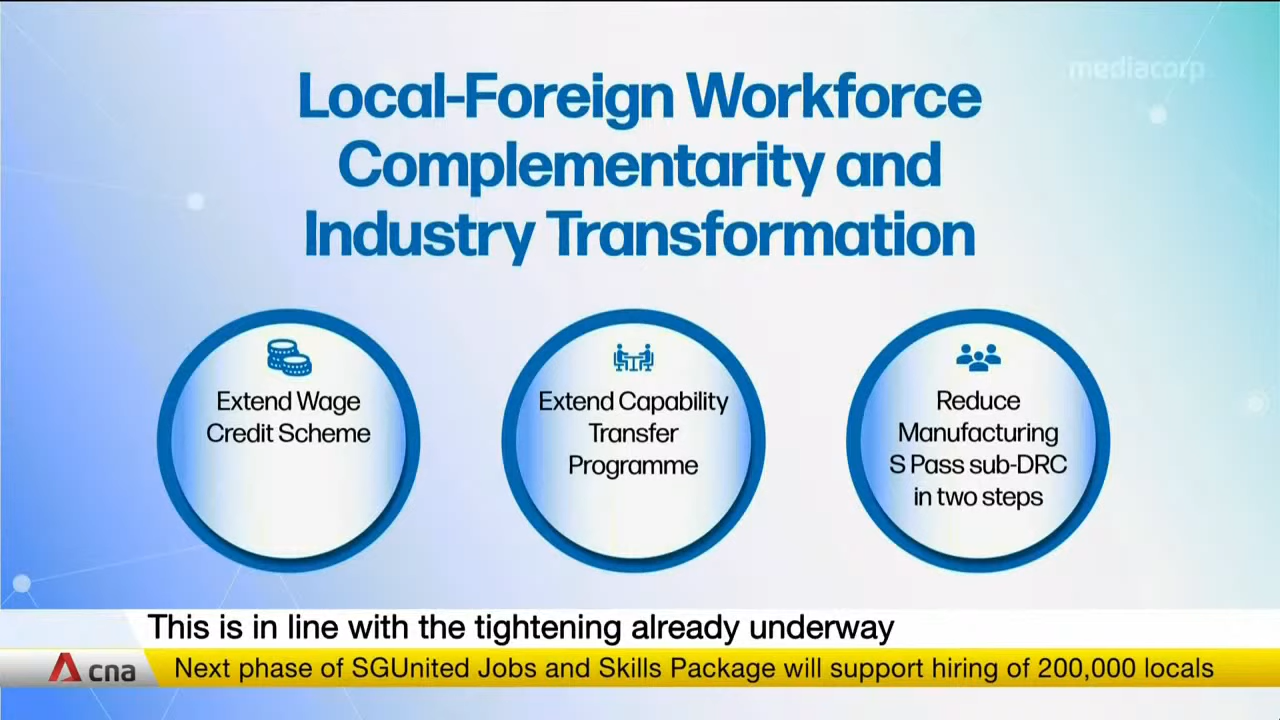 mediacorp
Local-Foreign Workforce
Complementarity and
Industry Transformation
Extend Wage
Credit Scheme
Extend Capability
Transfer
Programme
Reduce
Manufacturing
S Pass sub-DRC
in two steps
This is in line with the tightening already underway
cna
Next phase of SGUnited Jobs and Skills Package will support hiring of 200,000 locals